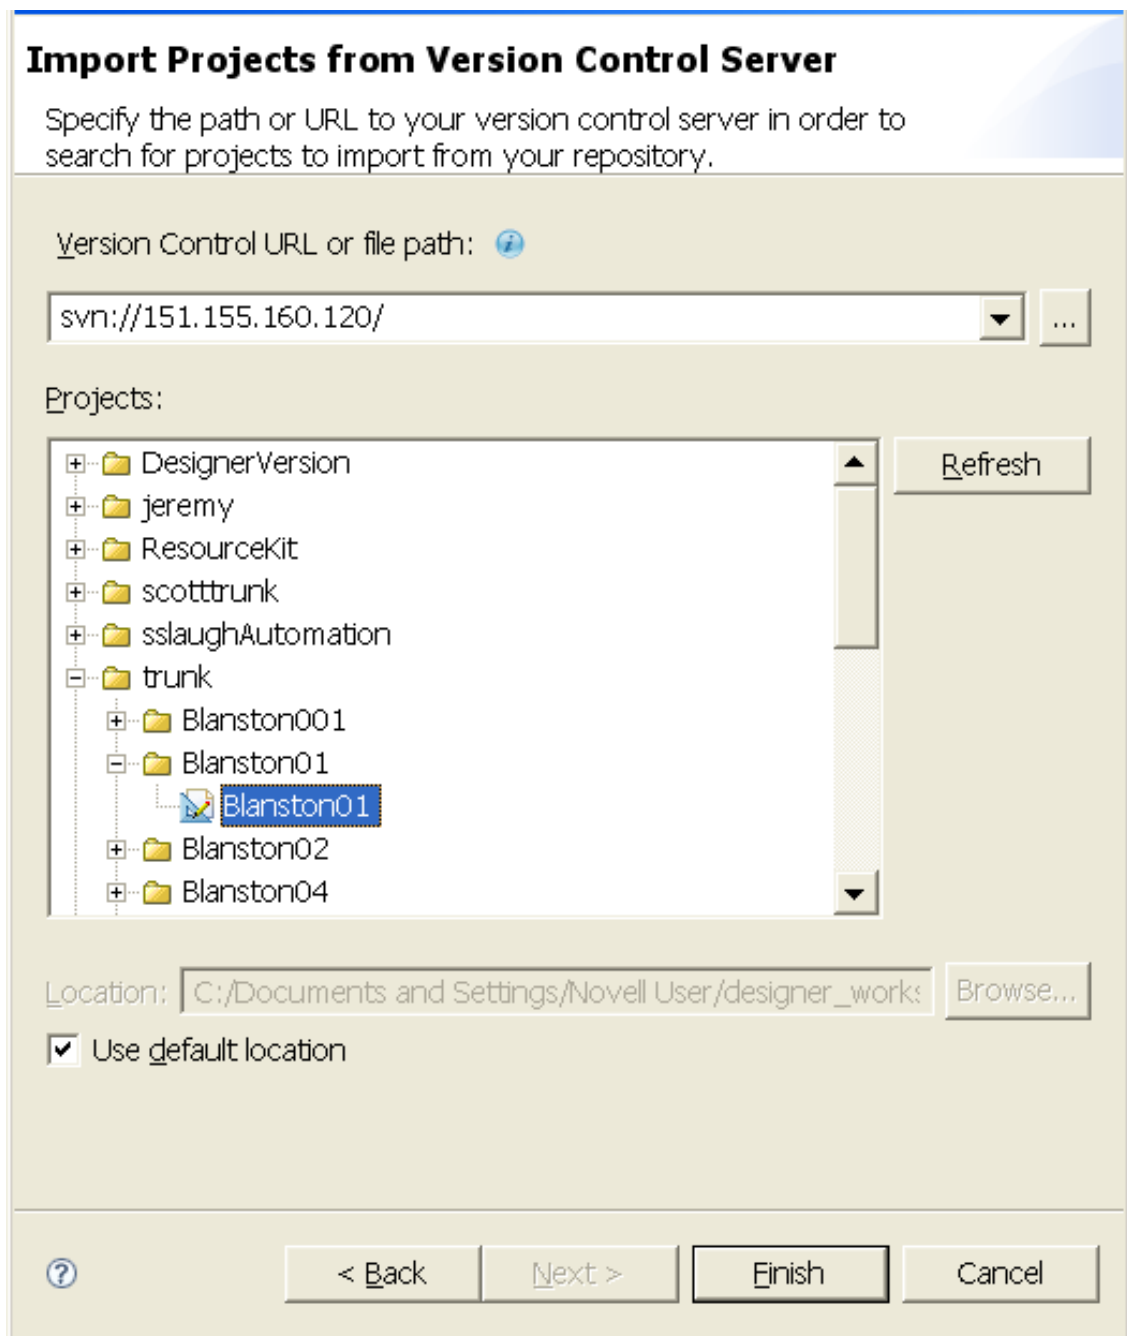 Import Projects from Version Control Server
Specify the path or URL to your version control server in order to
search for projects to import from your repository.
Version Control URL or file path:
svn://151.155.160.120/
...
Projects:
DesignerVersion
Refresh
jeremy
ResourceKit
scotttrunk
sslaughAutomation
trunk
Blanston001
Blanston01
Blanston01
Blanston02
Blanston04
Location: C:/Documents and Settings/Novell User/designer_works Browse...
Use default location
< Back Next > Finish Cancel